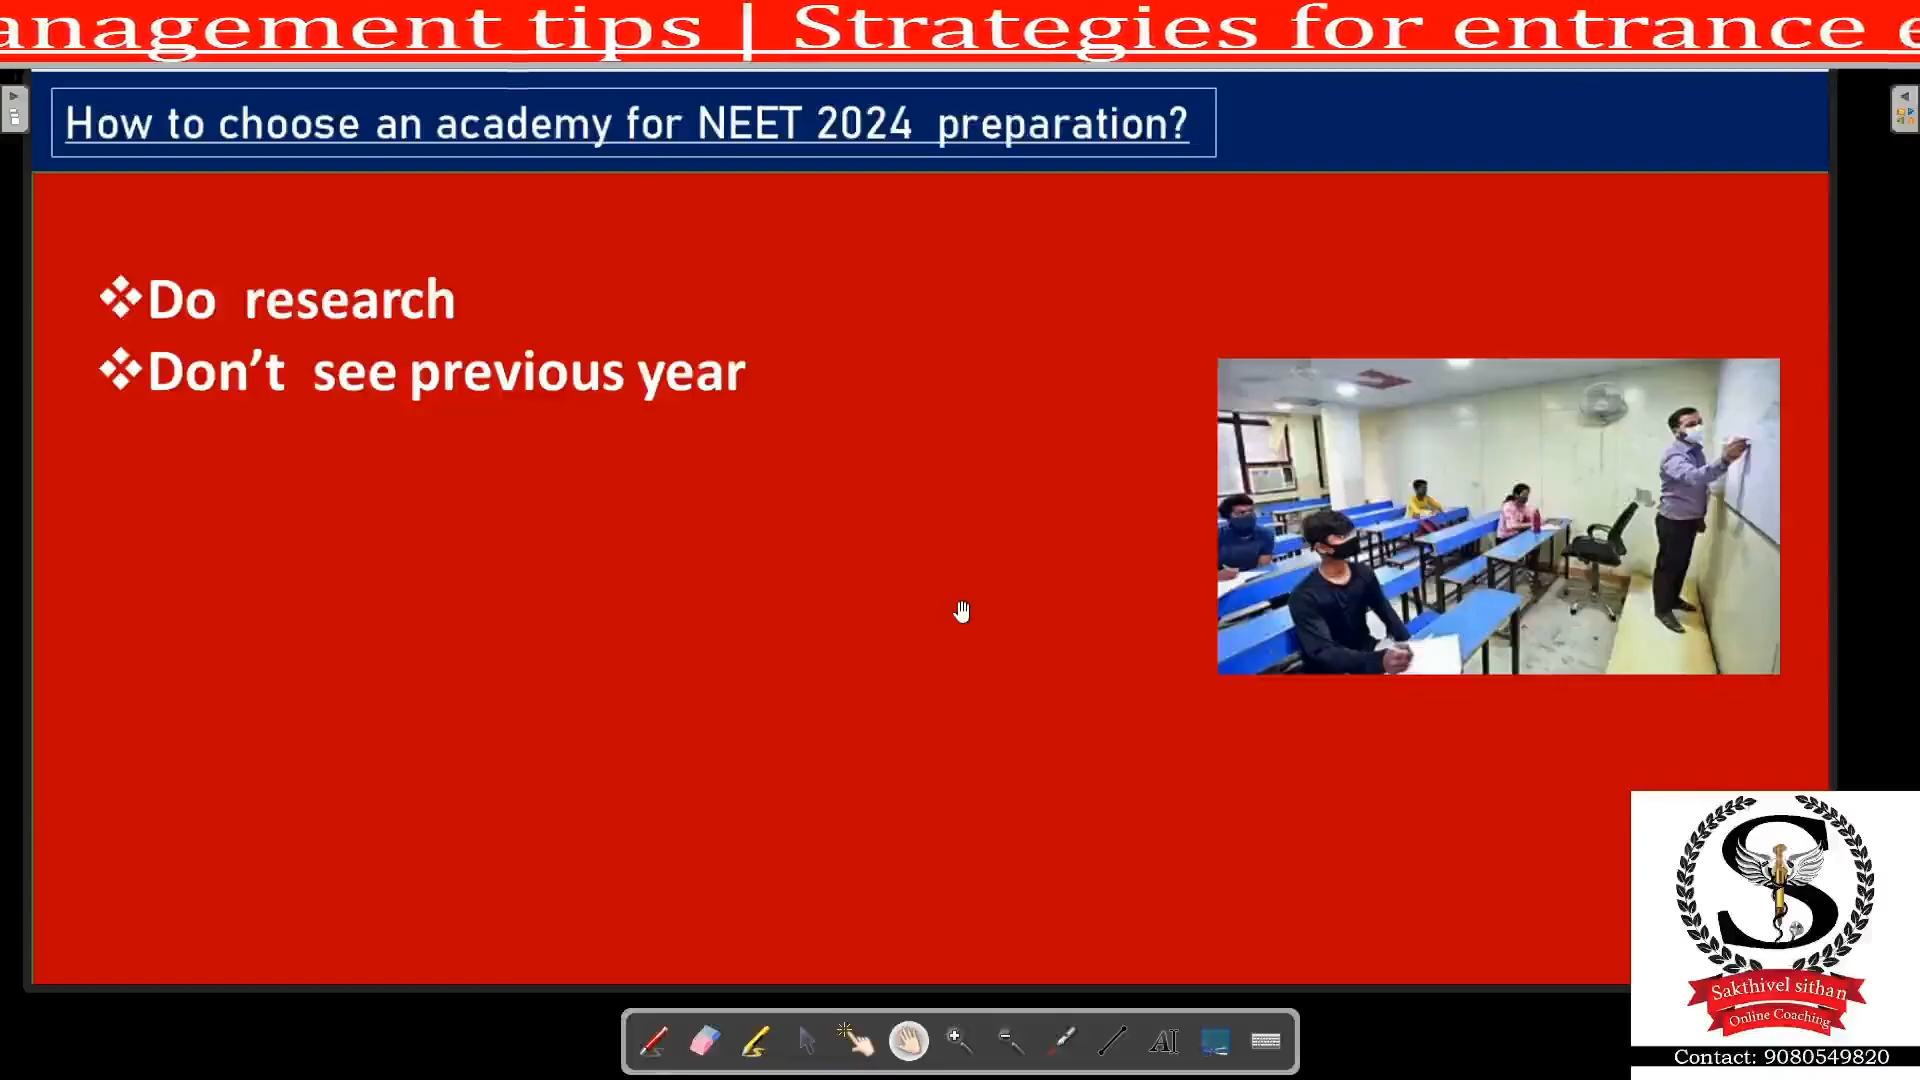 anagement tips | Strategies for entrance e
How to choose an academy for NEET 2024 preparation?
❖Do research
❖Don't see previous year
S
Sakthivel sithan
Online Coaching
Contact: 9080549820
AI